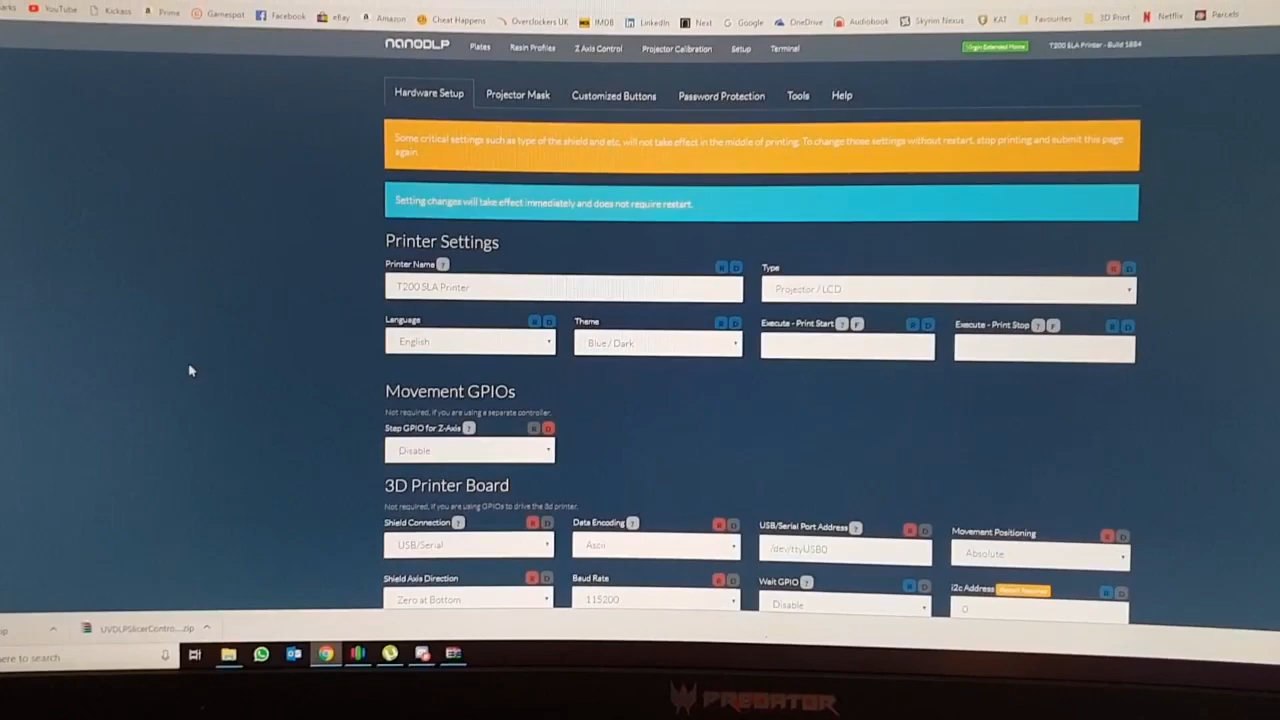 YouTube Kickass Prime Gamespot Facebook eBay Amazon Cheat Happens Overclockers UK IMDB LinkedIn Next Google OneDrive Audiobook Skyrim Nexus KAT Favourites 3D Print Netflix Parcels
nanoDLP Plates Resin Profiles Z Axis Control Projector Calibration Setup Terminal T200 SLA Printer - Build 1884
Hardware Setup Projector Mask Customized Buttons Password Protection Tools Help
Some critical settings such as type of the shield and etc, will not take effect in the middle of printing. To change those settings without restart, stop printing and submit this page
again.
Setting changes will take effect immediately and does not require restart.
Printer Settings
Printer Name ? R D Type R D
T200 SLA Printer Projector / LCD
Language R D Theme R D Execute - Print Start ? F R D Execute - Print Stop ? F R D
English Blue / Dark
Movement GPIOs
Not required, if you are using a separate controller.
Step GPIO for Z-Axis ? R D
Disable
3D Printer Board
Not required, if you are using GPIOs to drive the 3d printer.
Shield Connection ? R D Data Encoding ? R D USB/Serial Port Address ? R D Movement Positioning R D
USB/Serial Ascii /dev/ttyUSB0 Absolute
Shield Axis Direction R D Baud Rate R D Wait GPIO ? R D i2c Address R D
Zero at Bottom 115200 Disable 0
UVDLPSlicerContro....zip
ere to search
PREDATOR